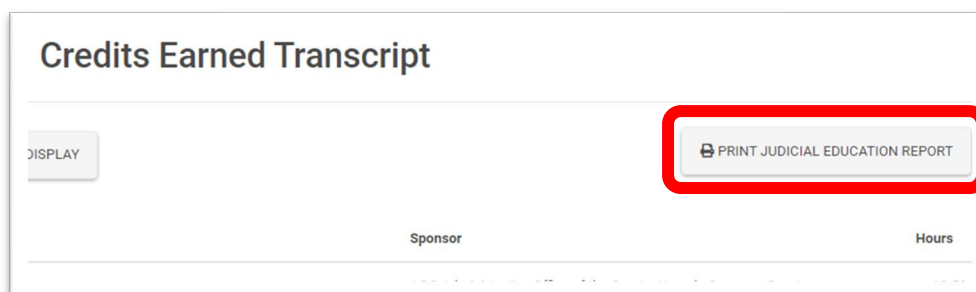 Credits Earned Transcript
DISPLAY
PRINT JUDICIAL EDUCATION REPORT
Sponsor Hours